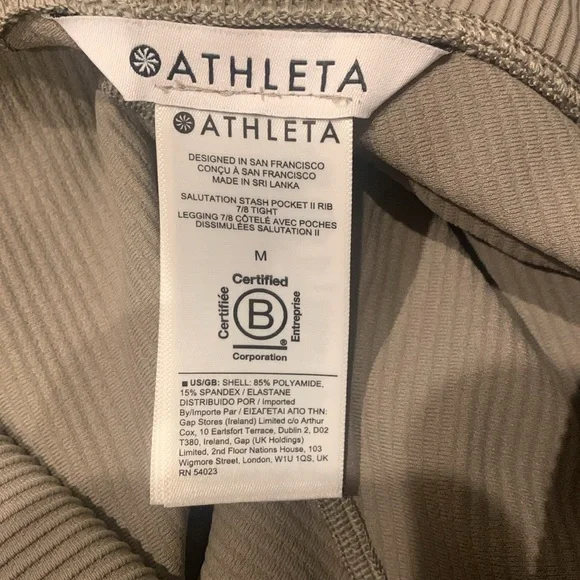 ATHLETA
ATHLETA
DESIGNED IN SAN FRANCISCO
CONÇU À SAN FRANCISCO
MADE IN SRI LANKA
SALUTATION STASH POCKET II RIB
7/8 TIGHT
LEGGING 7/8 CÔTELÉ AVEC POCHES
DISSIMULÉES SALUTATION II
M
Certified
Certifiée
B
Entreprise
®
Corporation
■ US/GB: SHELL: 85% POLYAMIDE,
15% SPANDEX / ELASTANE
DISTRIBUIDO POR / Imported
By/Importe Par / ΕΙΣΑΓΕΤΑΙ ΑΠΟ ΤΗΝ:
Gap Stores (Ireland) Limited c/o Arthur
Cox, 10 Earlsfort Terrace, Dublin 2, D02
T380, Ireland, Gap (UK Holdings)
Limited, 2nd Floor Nations House, 103
Wigmore Street, London, W1U 1QS, UK
RN 54023